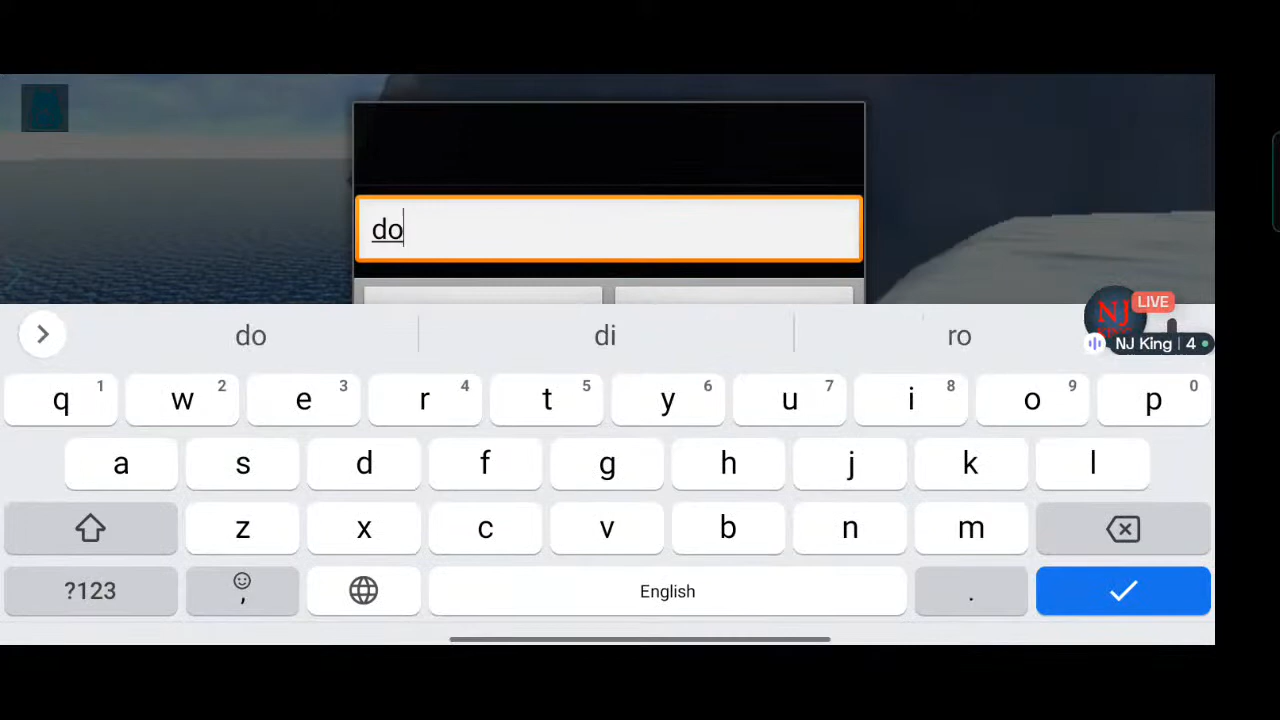 do
do di ro
NJ
LIVE
NJ King | 4
q 1 w 2 e 3 r 4 t 5 y 6 u 7 i 8 o 9 p 0
a s d f g h j k l
z x c v b n m
?123 , English .